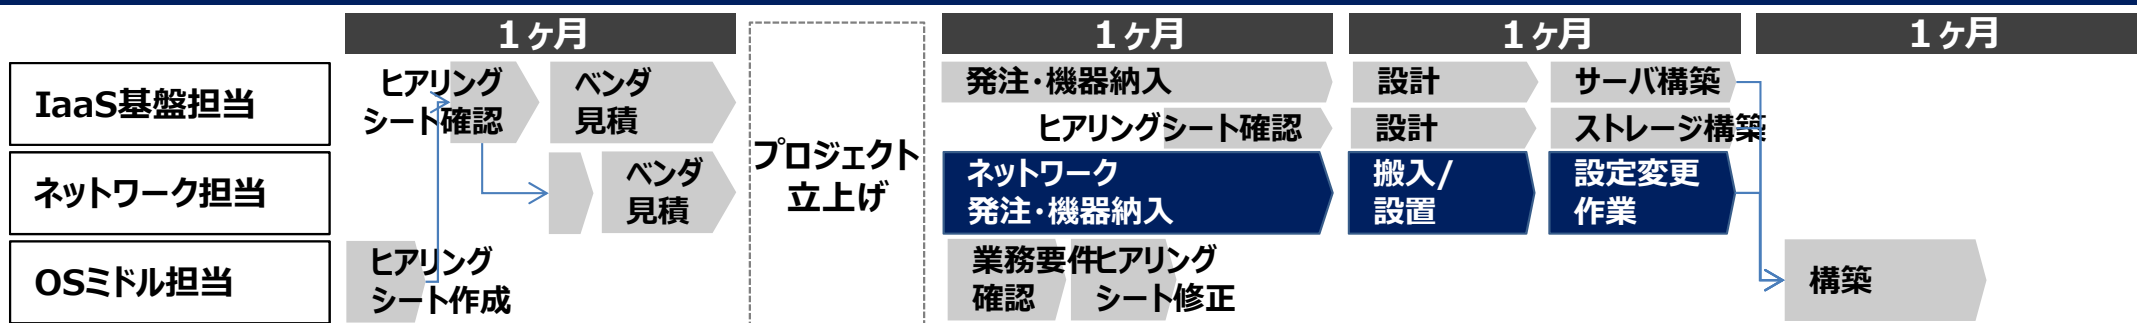 １ヶ月
１ヶ月
１ヶ月
１ヶ月
IaaS基盤担当
ヒアリング
シート確認
ベンダ
見積
発注・機器納入
設計
サーバ構築
ヒアリングシート確認
設計
ストレージ構築
プロジェクト
立上げ
ネットワーク担当
ベンダ
見積
ネットワーク
発注・機器納入
搬入/
設置
設定変更
作業
OSミドル担当
ヒアリング
シート作成
業務要件
確認
ヒアリング
シート修正
構築